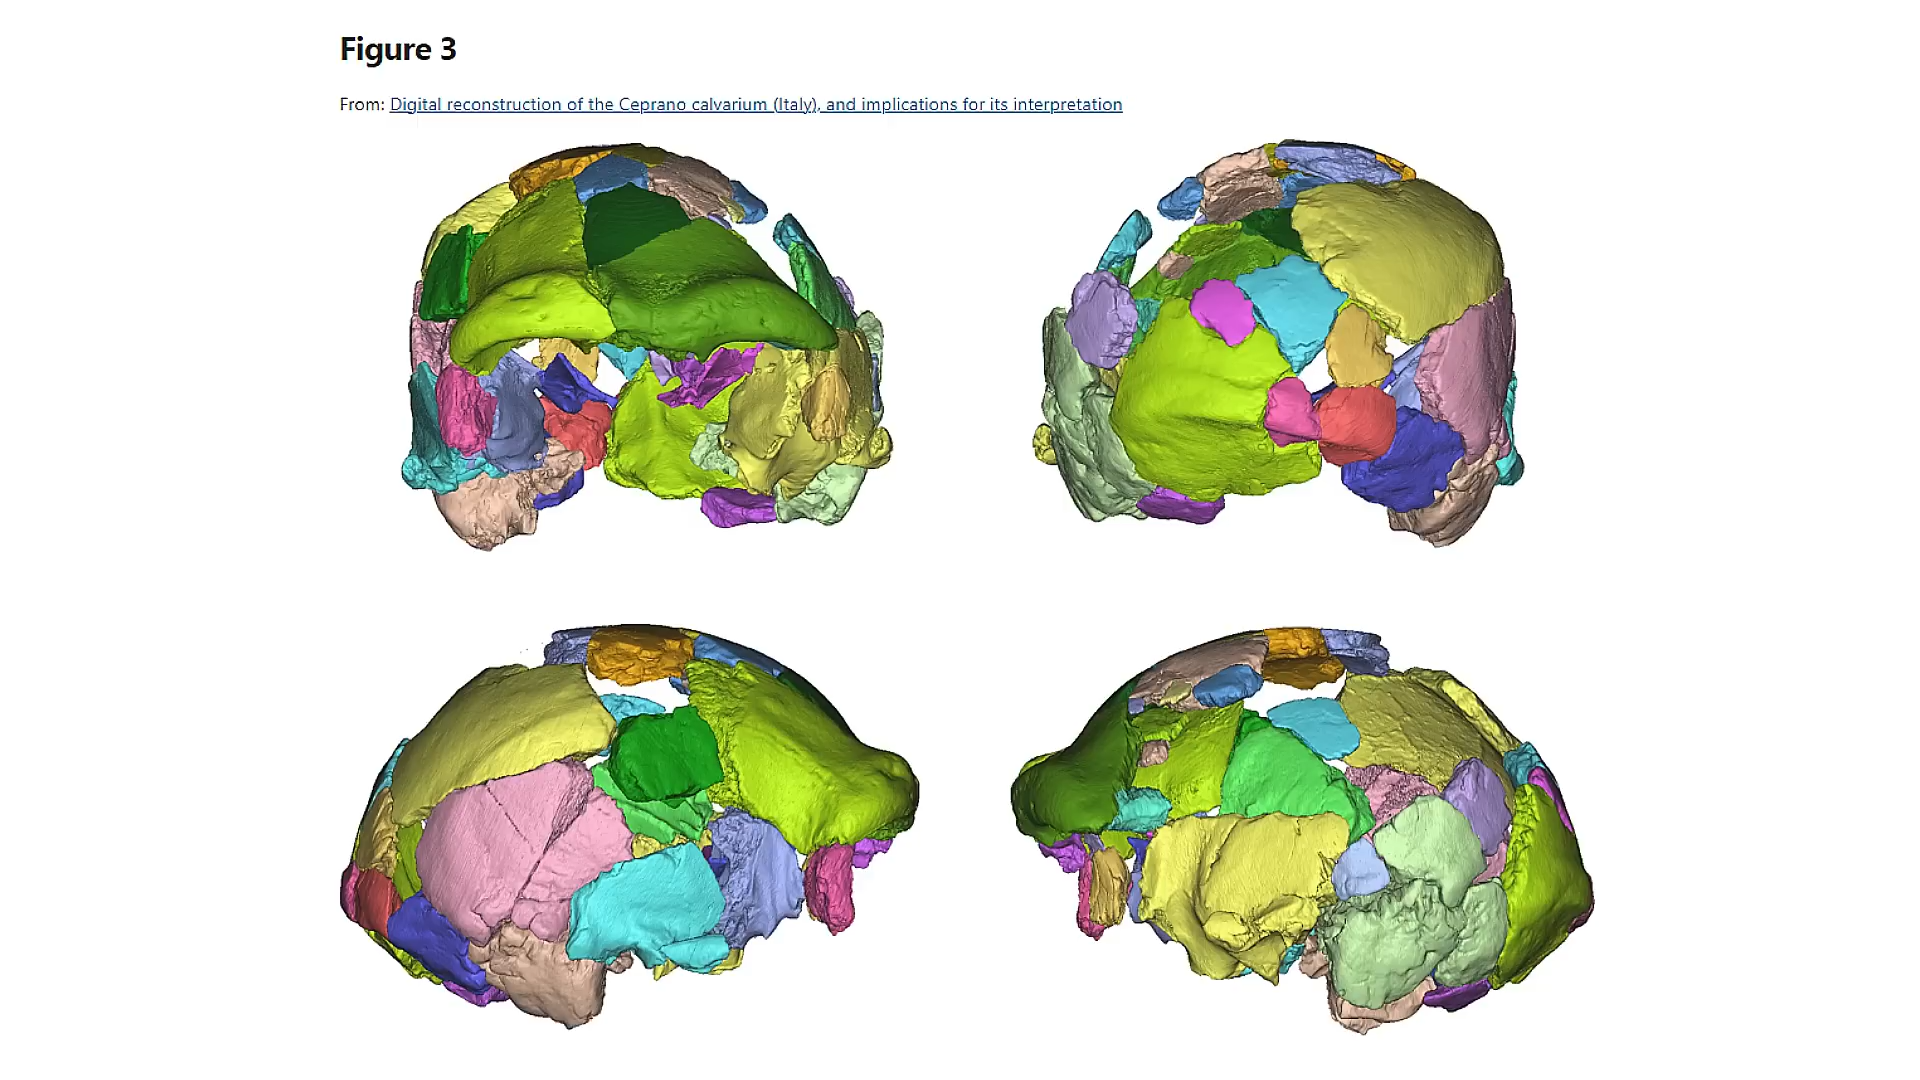 Figure 3
From: Digital reconstruction of the Ceprano calvarium (Italy), and implications for its interpretation